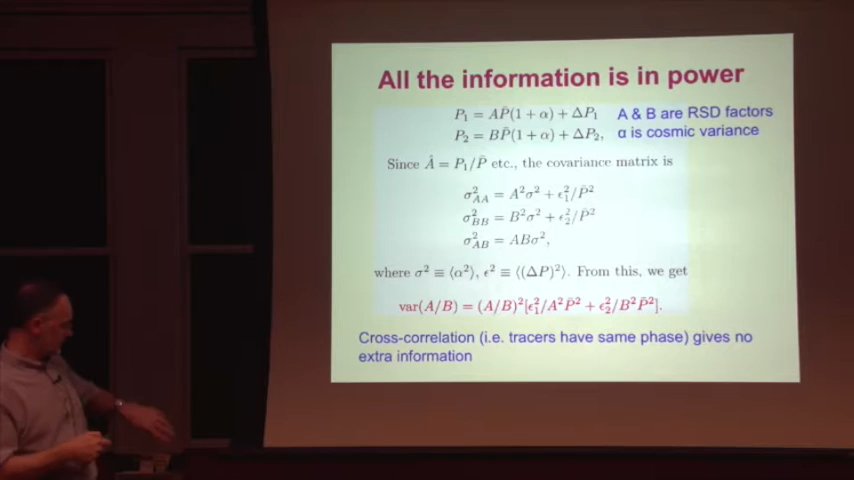 All the information is in power
P₁ = AP̄(1 + α) + ΔP₁ A & B are RSD factors
P₂ = BP̄(1 + α) + ΔP₂, α is cosmic variance
Since Â = P₁/P̄ etc., the covariance matrix is
σ²_AA = A²σ² + ε₁²/P̄²
σ²_BB = B²σ² + ε₂²/P̄²
σ²_AB = ABσ²,
where σ² ≡ ⟨α²⟩, ε² ≡ ⟨(ΔP)²⟩. From this, we get
var(A/B) = (A/B)²[ε₁²/A²P̄² + ε₂²/B²P̄²].
Cross-correlation (i.e. tracers have same phase) gives no
extra information